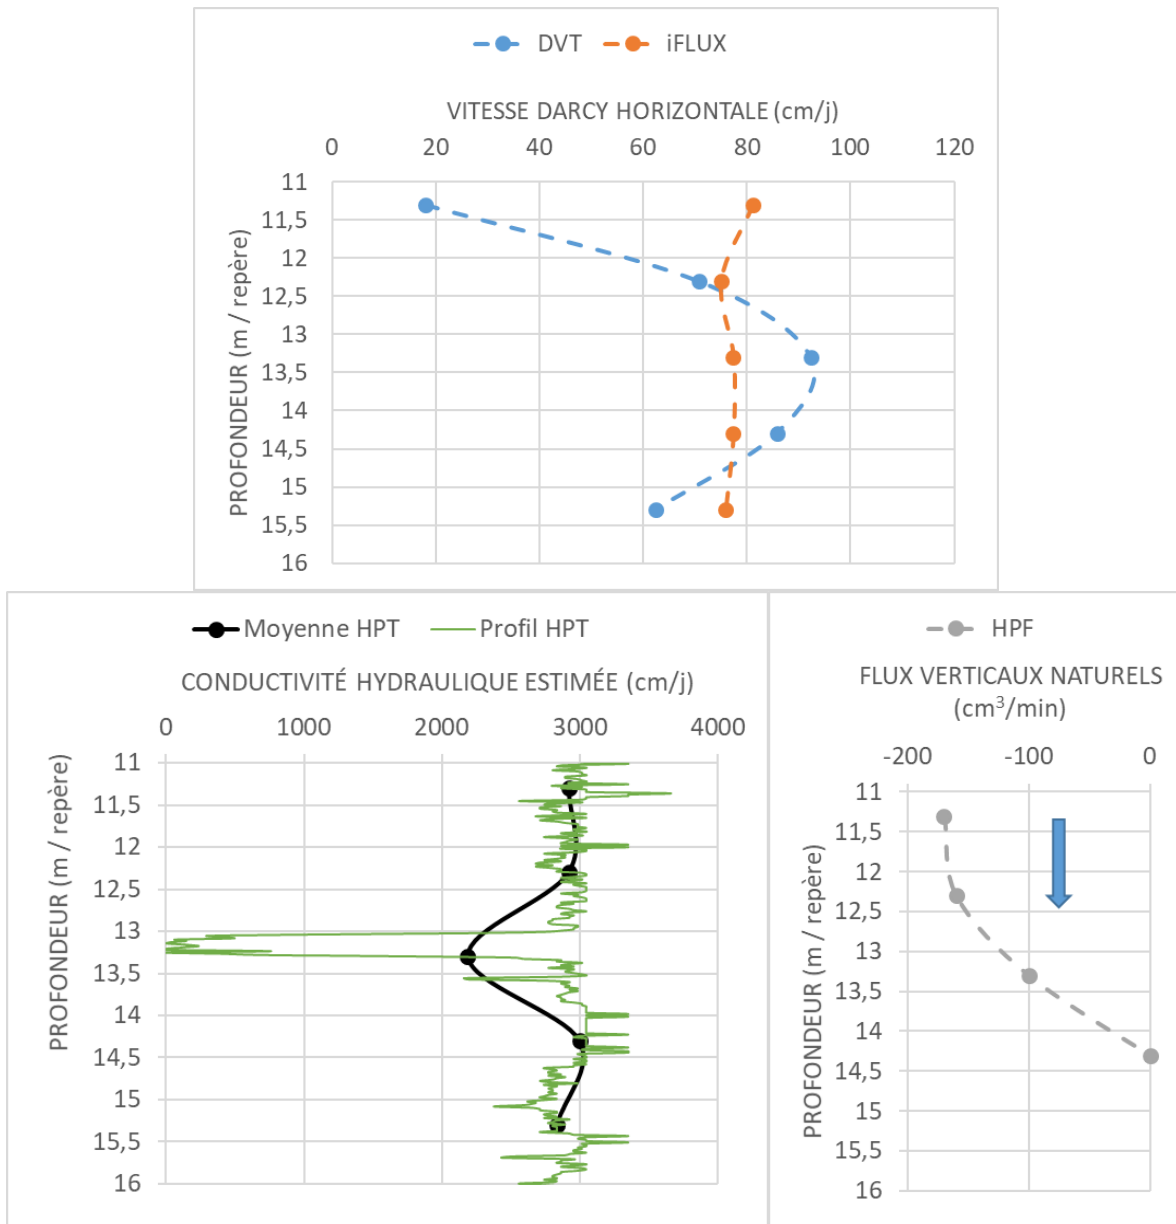 DVT iFLUX
VITESSE DARCY HORIZONTALE (cm/j)
0 20 40 60 80 100 120
PROFONDEUR (m / repère)
11
11,5
12
12,5
13
13,5
14
14,5
15
15,5
16
Moyenne HPT Profil HPT
CONDUCTIVITÉ HYDRAULIQUE ESTIMÉE (cm/j)
0 1000 2000 3000 4000
PROFONDEUR (m / repère)
11
11,5
12
12,5
13
13,5
14
14,5
15
15,5
16
HPF
FLUX VERTICAUX NATURELS
(cm³/min)
-200 -100 0
PROFONDEUR (m / repère)
11
11,5
12
12,5
13
13,5
14
14,5
15
15,5
16